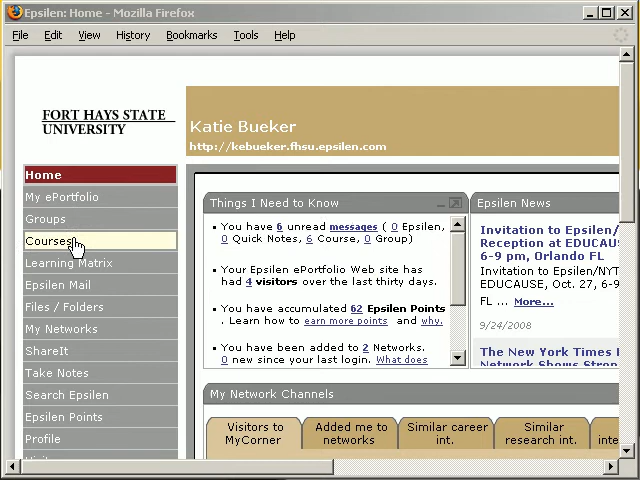 Epsilen: Home - Mozilla Firefox
File Edit View History Bookmarks Tools Help
FORT HAYS STATE
UNIVERSITY
Katie Bueker
http://kebueker.fhsu.epsilen.com
Home
My ePortfolio
Groups
Courses
Learning Matrix
Epsilen Mail
Files / Folders
My Networks
ShareIt
Take Notes
Search Epsilen
Epsilen Points
Profile
Things I Need to Know
You have 6 unread messages ( 0 Epsilen,
0 Quick Notes, 6 Course, 0 Group)
Your Epsilen ePortfolio Web site has
had 4 visitors over the last thirty days.
You have accumulated 62 Epsilen Points
. Learn how to earn more points and why.
You have been added to 2 Networks.
0 new since your last login. What does
Epsilen News
Invitation to Epsilen/
Reception at EDUCAUS
6-9 pm, Orlando FL
Invitation to Epsilen/NYT
EDUCAUSE, Oct. 27, 6-9
FL ... More...
9/24/2008
The New York Times
Network Shows Stron
My Network Channels
Visitors to
MyCorner
Added me to
networks
Similar career
int.
Similar
research int.